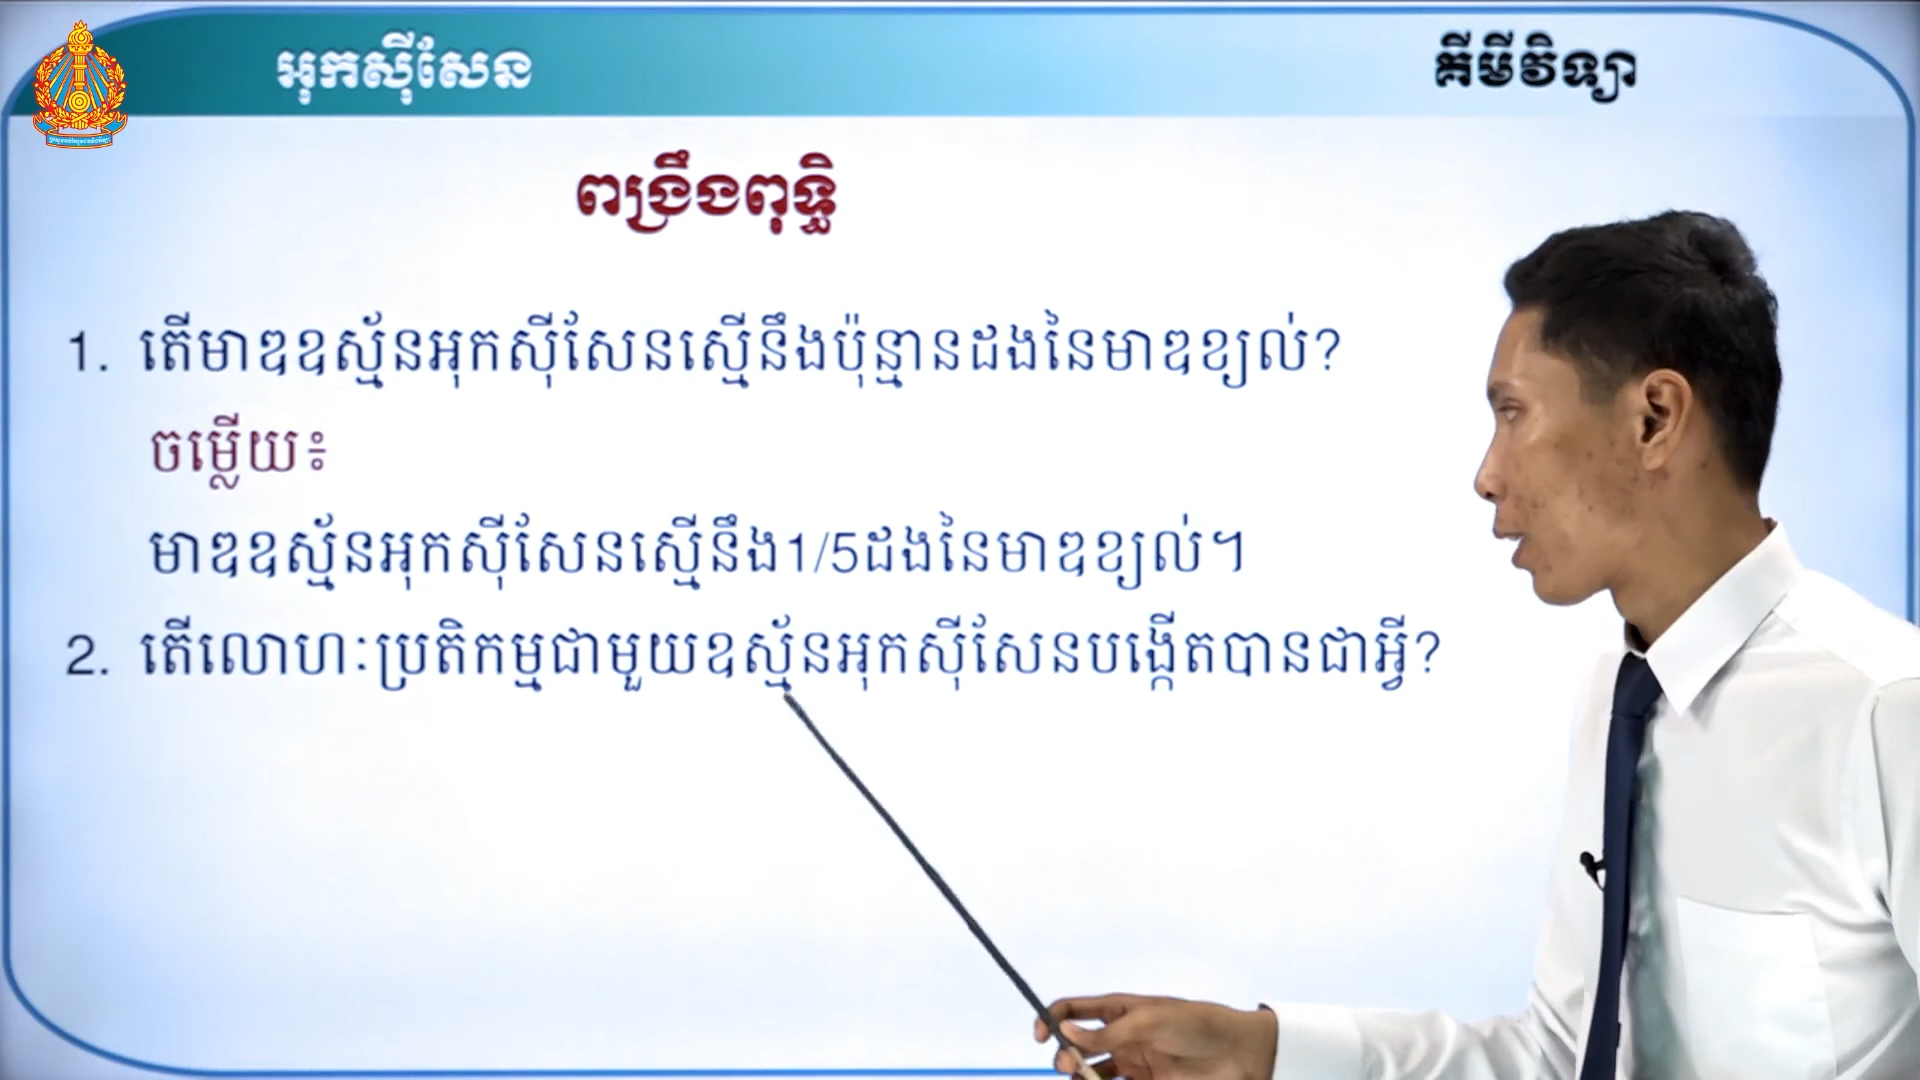 អុកស៊ីសែន
គីមីវិទ្យា
ពង្រឹងពុទ្ធិ
1. តើមាឌឧស្ម័នអុកស៊ីសែនស្មើនឹងប៉ុន្មានដងនៃមាឌខ្យល់?
ចម្លើយ៖
មាឌឧស្ម័នអុកស៊ីសែនស្មើនឹង1/5ដងនៃមាឌខ្យល់។
2. តើលោហៈប្រតិកម្មជាមួយឧស្ម័នអុកស៊ីសែនបង្កើតបានជាអ្វី?